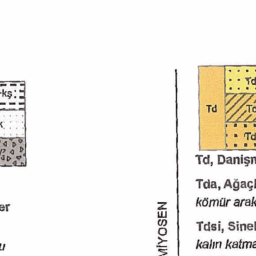 kş
k
er
u
MİYOSEN
Td
Td
Td
Td
Td, Danişm
Tda, Ağaçl
kömür arak
Tdsi, Sinel
kalın katma